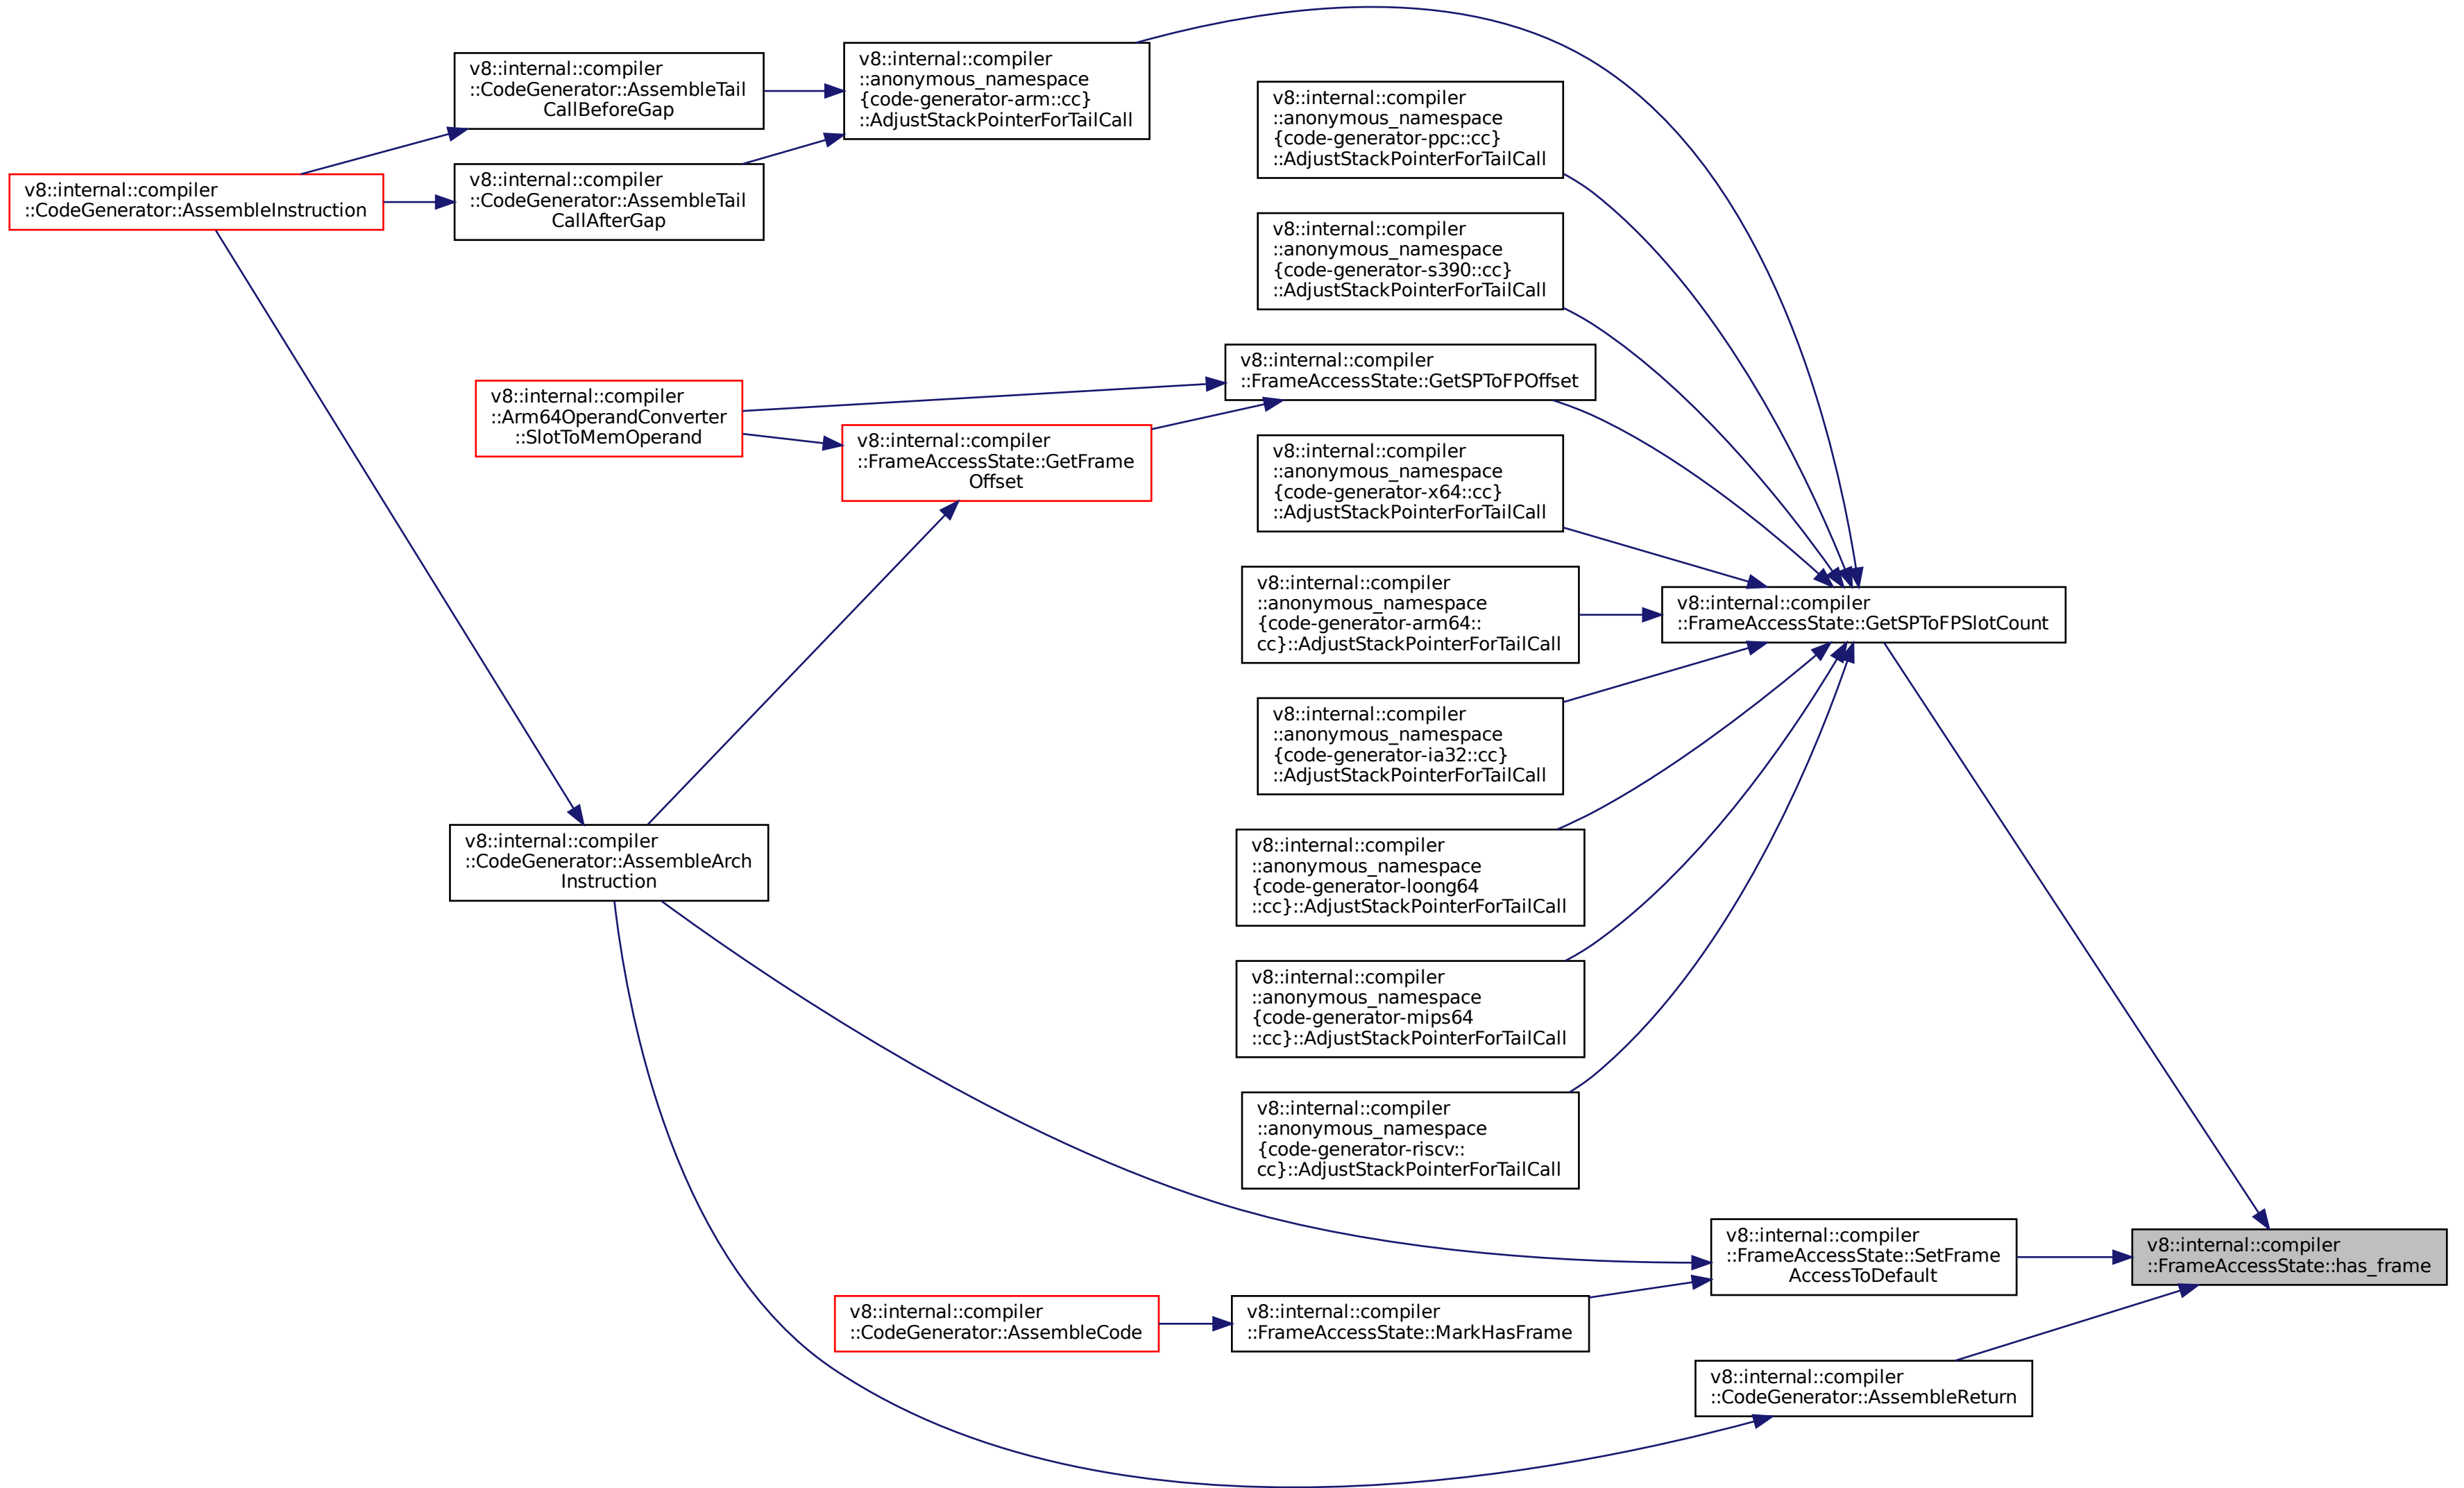 v8::internal::compiler
::CodeGenerator::AssembleInstruction
v8::internal::compiler
::CodeGenerator::AssembleTail
CallBeforeGap
v8::internal::compiler
::CodeGenerator::AssembleTail
CallAfterGap
v8::internal::compiler
::anonymous_namespace
{code-generator-arm::cc}
::AdjustStackPointerForTailCall
v8::internal::compiler
::anonymous_namespace
{code-generator-ppc::cc}
::AdjustStackPointerForTailCall
v8::internal::compiler
::anonymous_namespace
{code-generator-s390::cc}
::AdjustStackPointerForTailCall
v8::internal::compiler
::FrameAccessState::GetSPToFPOffset
v8::internal::compiler
::Arm64OperandConverter
::SlotToMemOperand
v8::internal::compiler
::FrameAccessState::GetFrame
Offset
v8::internal::compiler
::anonymous_namespace
{code-generator-x64::cc}
::AdjustStackPointerForTailCall
v8::internal::compiler
::anonymous_namespace
{code-generator-arm64::
cc}::AdjustStackPointerForTailCall
v8::internal::compiler
::FrameAccessState::GetSPToFPSlotCount
v8::internal::compiler
::anonymous_namespace
{code-generator-ia32::cc}
::AdjustStackPointerForTailCall
v8::internal::compiler
::CodeGenerator::AssembleArch
Instruction
v8::internal::compiler
::anonymous_namespace
{code-generator-loong64
::cc}::AdjustStackPointerForTailCall
v8::internal::compiler
::anonymous_namespace
{code-generator-mips64
::cc}::AdjustStackPointerForTailCall
v8::internal::compiler
::anonymous_namespace
{code-generator-riscv::
cc}::AdjustStackPointerForTailCall
v8::internal::compiler
::FrameAccessState::SetFrame
AccessToDefault
v8::internal::compiler
::FrameAccessState::has_frame
v8::internal::compiler
::CodeGenerator::AssembleCode
v8::internal::compiler
::FrameAccessState::MarkHasFrame
v8::internal::compiler
::CodeGenerator::AssembleReturn